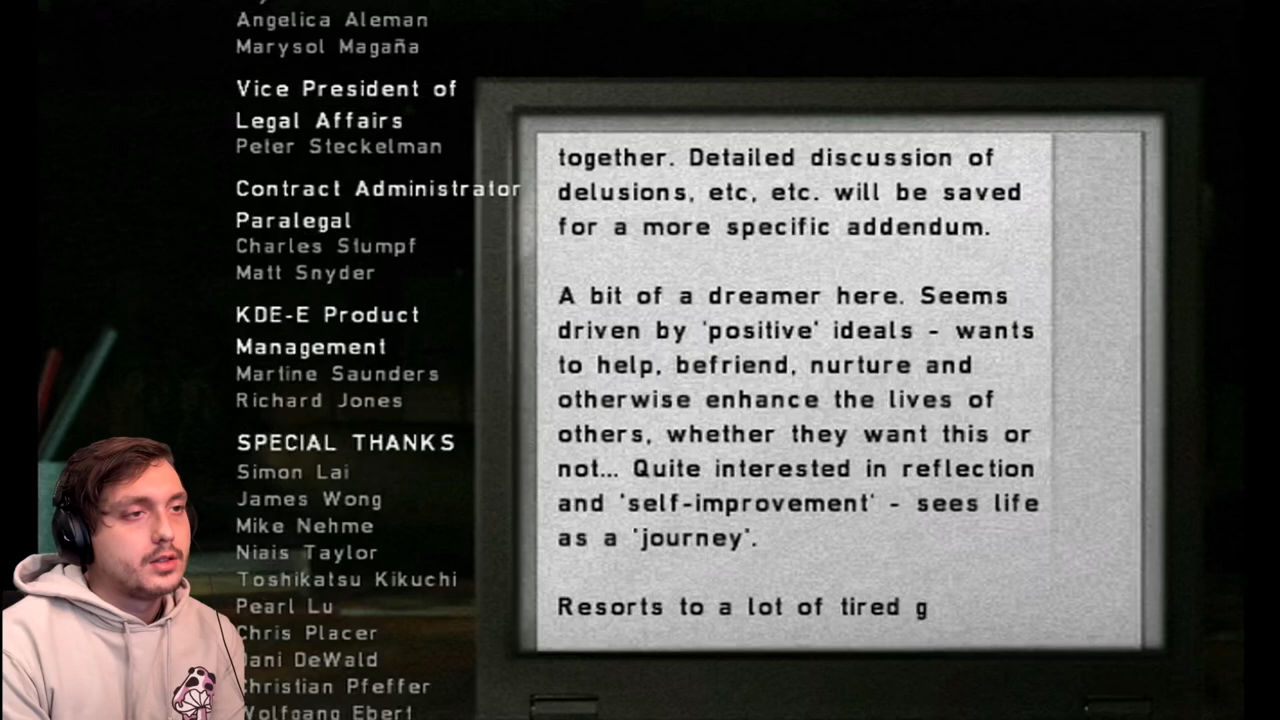 Angelica Aleman
Marysol Magaña
Vice President of
Legal Affairs
Peter Steckelman
Contract Administrator
Paralegal
Charles Stumpf
Matt Snyder
KDE-E Product
Management
Martine Saunders
Richard Jones
SPECIAL THANKS
Simon Lai
James Wong
Mike Nehme
Niais Taylor
Toshikatsu Kikuchi
Pearl Lu
Chris Placer
Dani DeWald
Christian Pfeffer
Wolfgang Ebert
together. Detailed discussion of
delusions, etc, etc. will be saved
for a more specific addendum.
A bit of a dreamer here. Seems
driven by 'positive' ideals - wants
to help, befriend, nurture and
otherwise enhance the lives of
others, whether they want this or
not... Quite interested in reflection
and 'self-improvement' - sees life
as a 'journey'.
Resorts to a lot of tired g